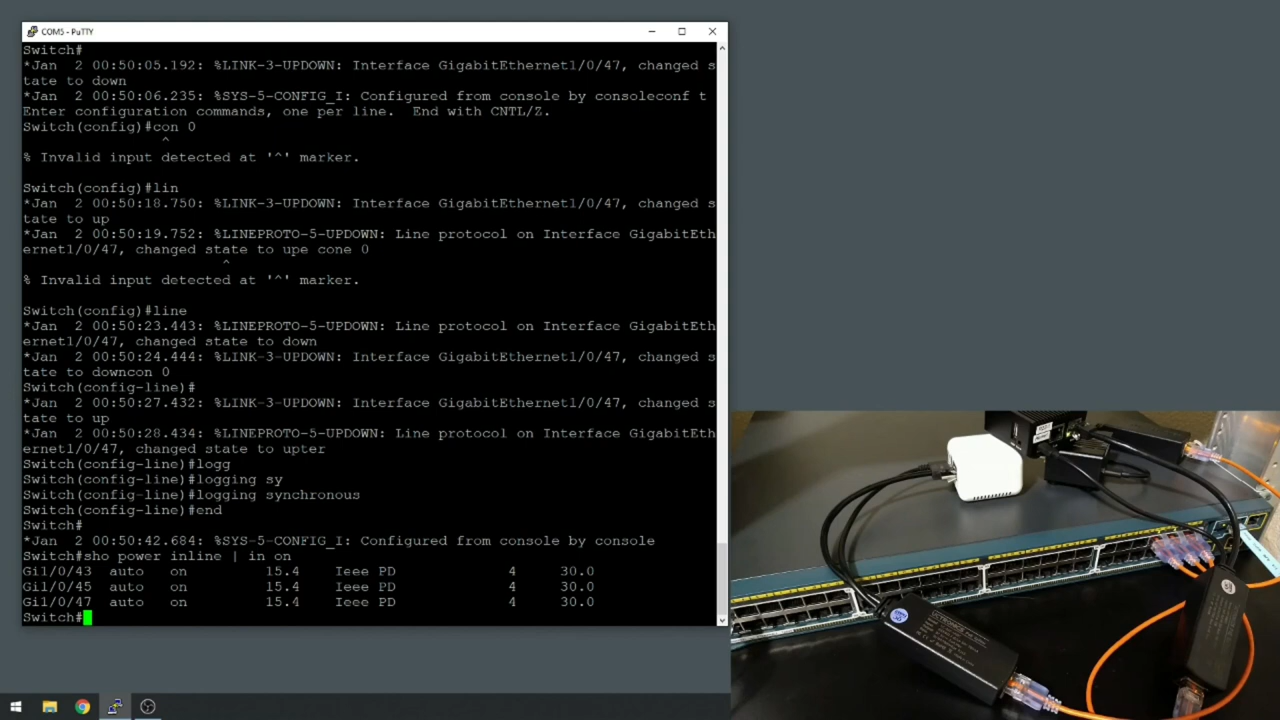 COM5 - PuTTY
Switch#
*Jan  2 00:50:05.192: %LINK-3-UPDOWN: Interface GigabitEthernet1/0/47, changed s
tate to down
*Jan  2 00:50:06.235: %SYS-5-CONFIG_I: Configured from console by consoleconf t
Enter configuration commands, one per line.  End with CNTL/Z.
Switch(config)#con 0
^
% Invalid input detected at '^' marker.
Switch(config)#lin
*Jan  2 00:50:18.750: %LINK-3-UPDOWN: Interface GigabitEthernet1/0/47, changed s
tate to up
*Jan  2 00:50:19.752: %LINEPROTO-5-UPDOWN: Line protocol on Interface GigabitEth
ernet1/0/47, changed state to upe cone 0
^
% Invalid input detected at '^' marker.
Switch(config)#line
*Jan  2 00:50:23.443: %LINEPROTO-5-UPDOWN: Line protocol on Interface GigabitEth
ernet1/0/47, changed state to down
*Jan  2 00:50:24.444: %LINK-3-UPDOWN: Interface GigabitEthernet1/0/47, changed s
tate to downcon 0
Switch(config-line)#
*Jan  2 00:50:27.432: %LINK-3-UPDOWN: Interface GigabitEthernet1/0/47, changed s
tate to up
*Jan  2 00:50:28.434: %LINEPROTO-5-UPDOWN: Line protocol on Interface GigabitEth
ernet1/0/47, changed state to upter
Switch(config-line)#logg
Switch(config-line)#logging sy
Switch(config-line)#logging synchronous
Switch(config-line)#end
Switch#
*Jan  2 00:50:42.684: %SYS-5-CONFIG_I: Configured from console by console
Switch#sho power inline | in on
Gi1/0/43  auto   on         15.4    Ieee PD             4     30.0
Gi1/0/45  auto   on         15.4    Ieee PD             4     30.0
Gi1/0/47  auto   on         15.4    Ieee PD             4     30.0
Switch#